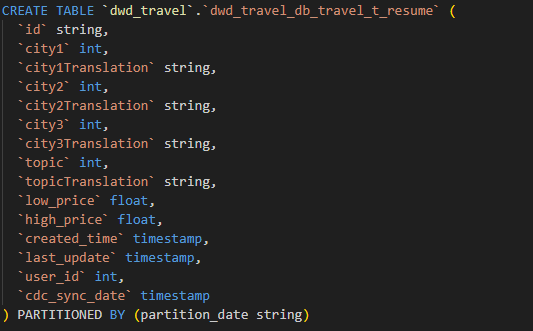 CREATE TABLE `dwd_travel`.`dwd_travel_db_travel_t_resume` (
`id` string,
`city1` int,
`city1Translation` string,
`city2` int,
`city2Translation` string,
`city3` int,
`city3Translation` string,
`topic` int,
`topicTranslation` string,
`low_price` float,
`high_price` float,
`created_time` timestamp,
`last_update` timestamp,
`user_id` int,
`cdc_sync_date` timestamp
) PARTITIONED BY (partition_date string)